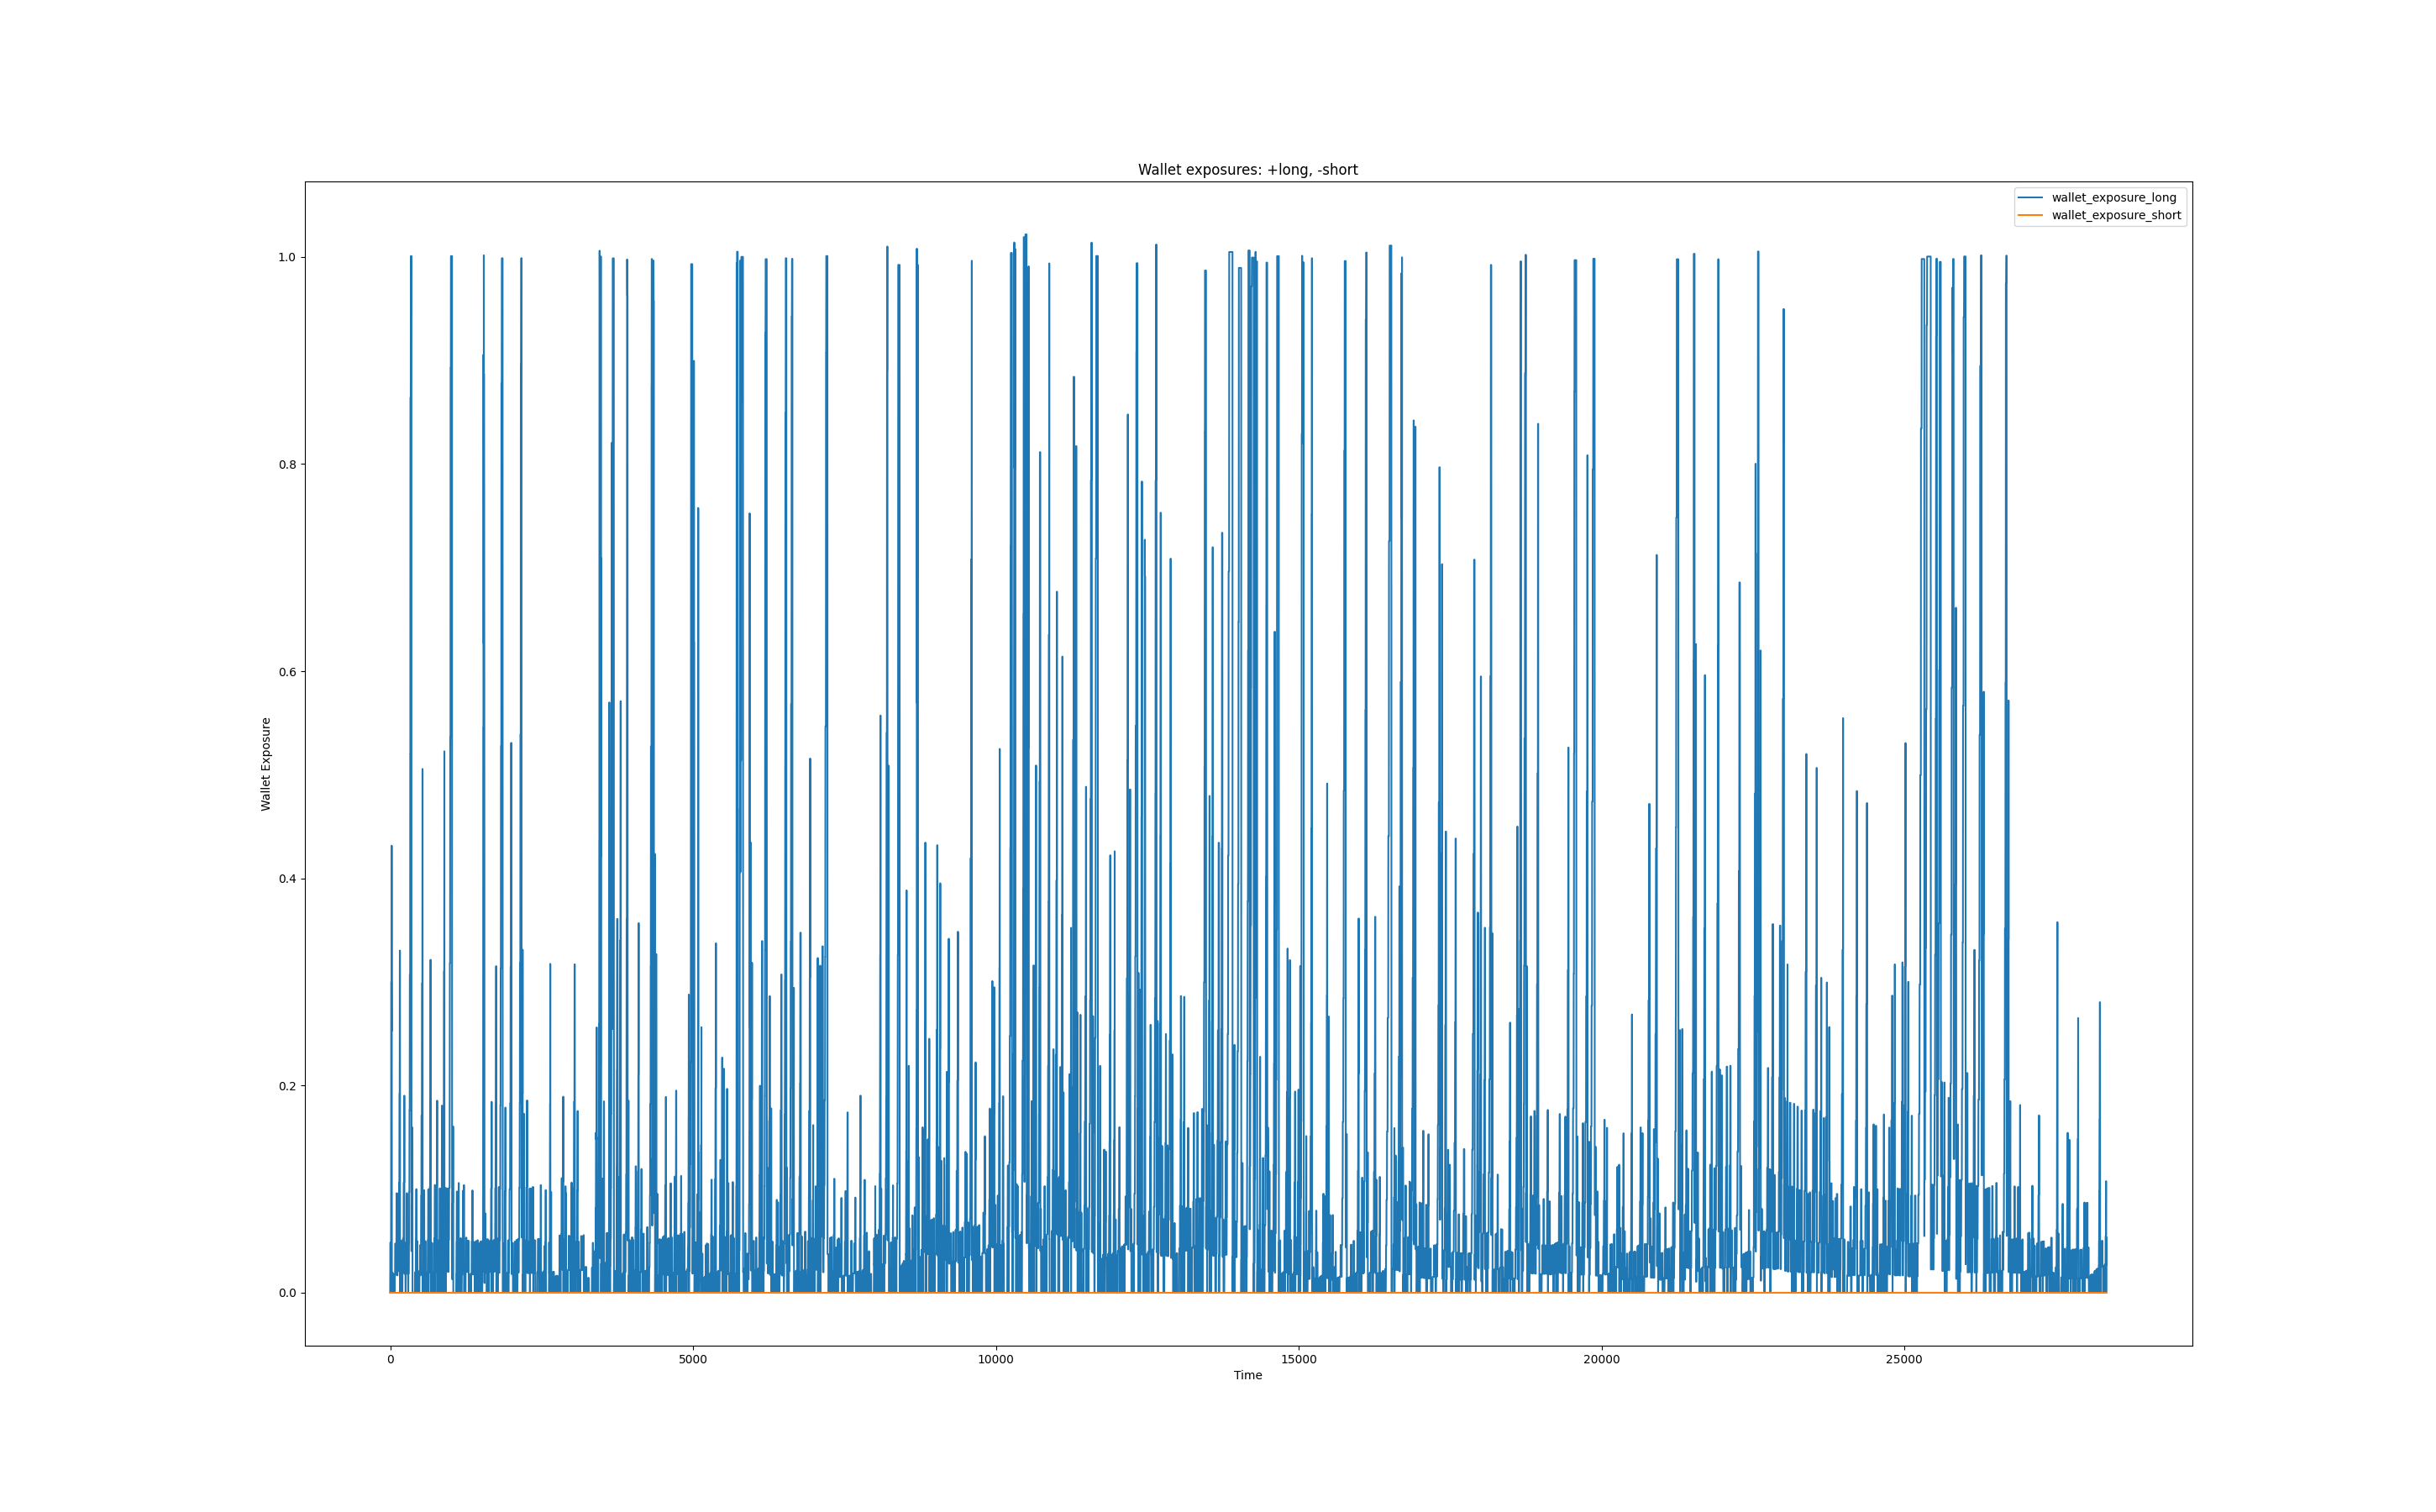 Wallet exposures: +long, -short
wallet_exposure_long
wallet_exposure_short
1.0
0.8
0.6
0.4
0.2
0.0
Wallet Exposure
0 5000 10000 15000 20000 25000
Time